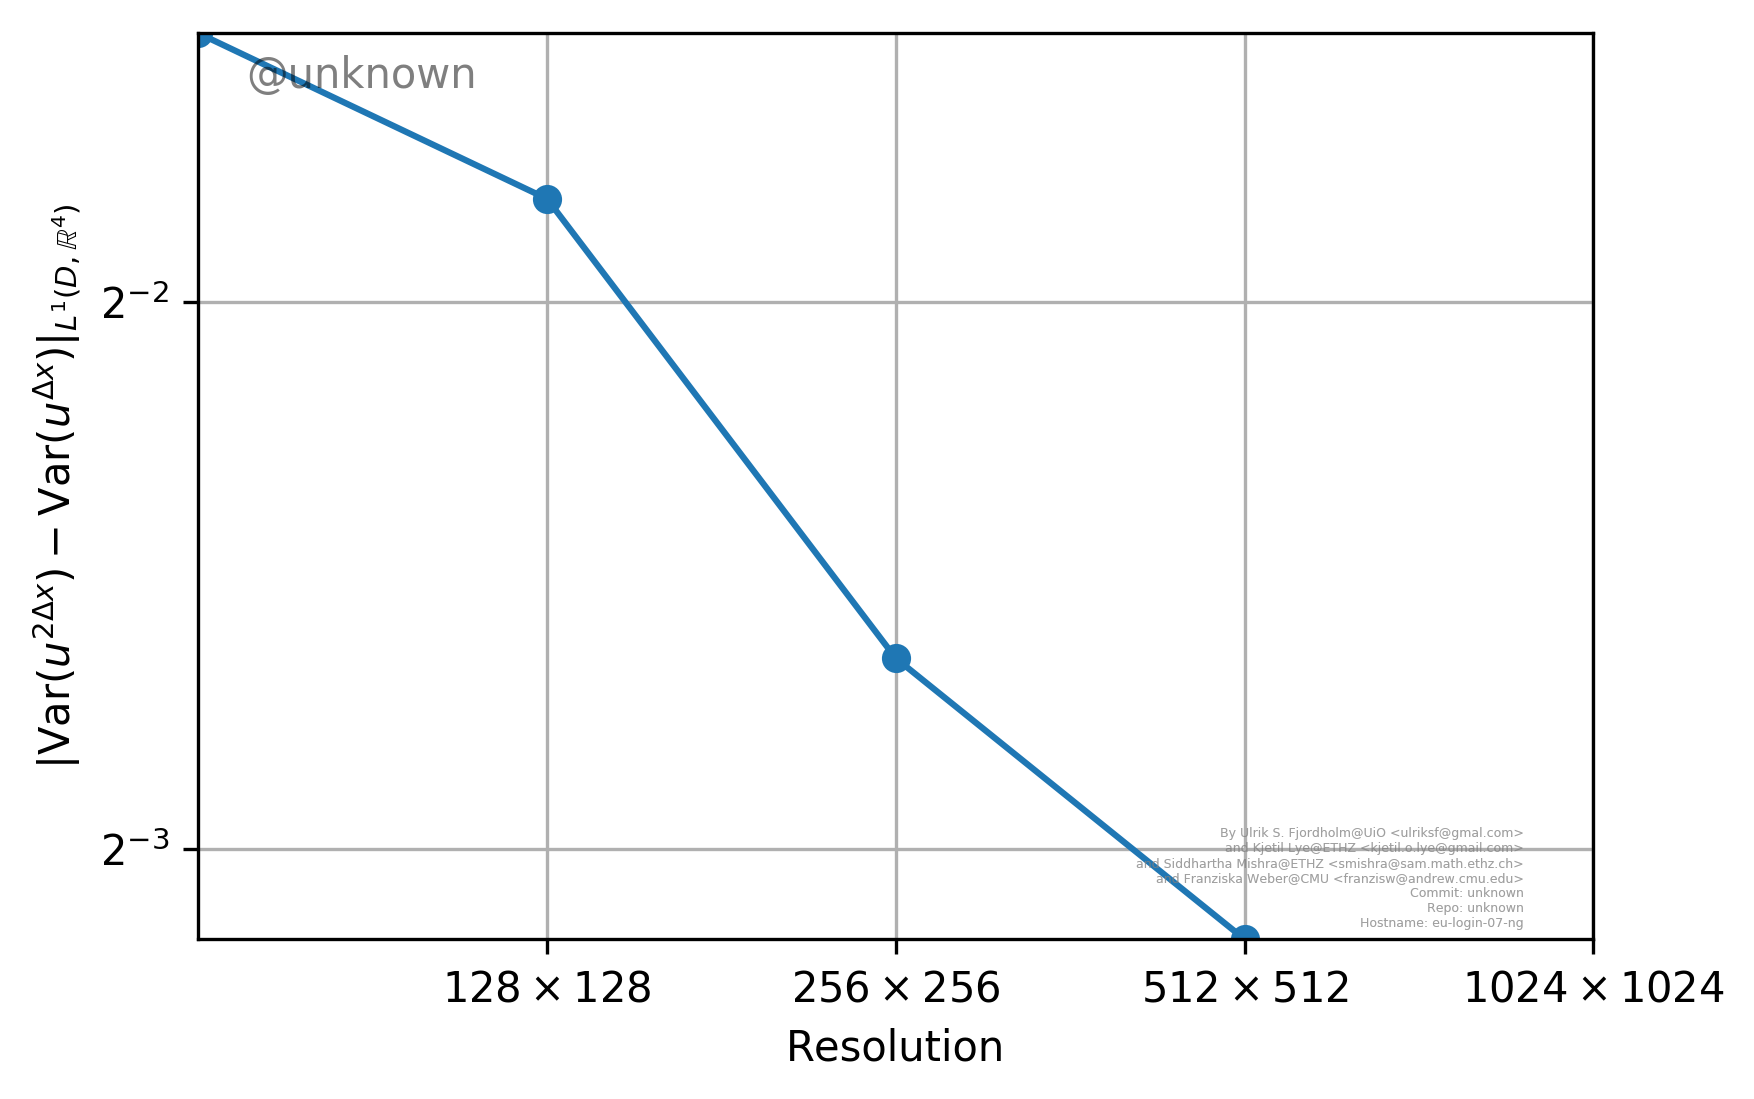 @unknown
|Var(u^{2Δx}) − Var(u^{Δx})|_{L^1(D, ℝ^4)}
2^{−2}
2^{−3}
By Ulrik S. Fjordholm@UiO <ulriksf@gmal.com>
and Kjetil Lye@ETHZ <kjetil.o.lye@gmail.com>
and Siddhartha Mishra@ETHZ <smishra@sam.math.ethz.ch>
and Franziska Weber@CMU <franzisw@andrew.cmu.edu>
Commit: unknown
Repo: unknown
Hostname: eu-login-07-ng
128 × 128 256 × 256 512 × 512 1024 × 1024
Resolution